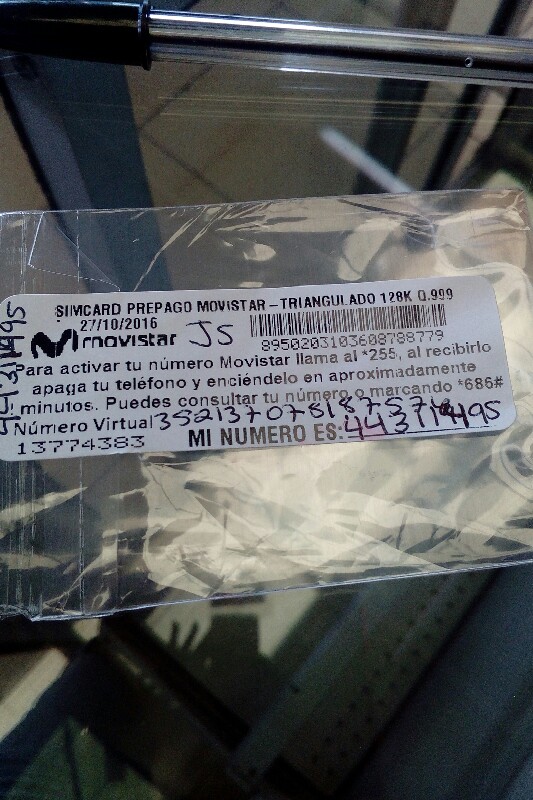 SIMCARD PREPAGO MOVISTAR-TRIANGULADO 128K Q.999
27/10/2016 JS
movistar 8950203103608788779
Para activar tu número Movistar llama al *255, al recibirlo
apaga tu teléfono y enciéndelo en aproximadamente
minutos. Puedes consultar tu número o marcando *686#
Número Virtual
13774383 MI NUMERO ES: